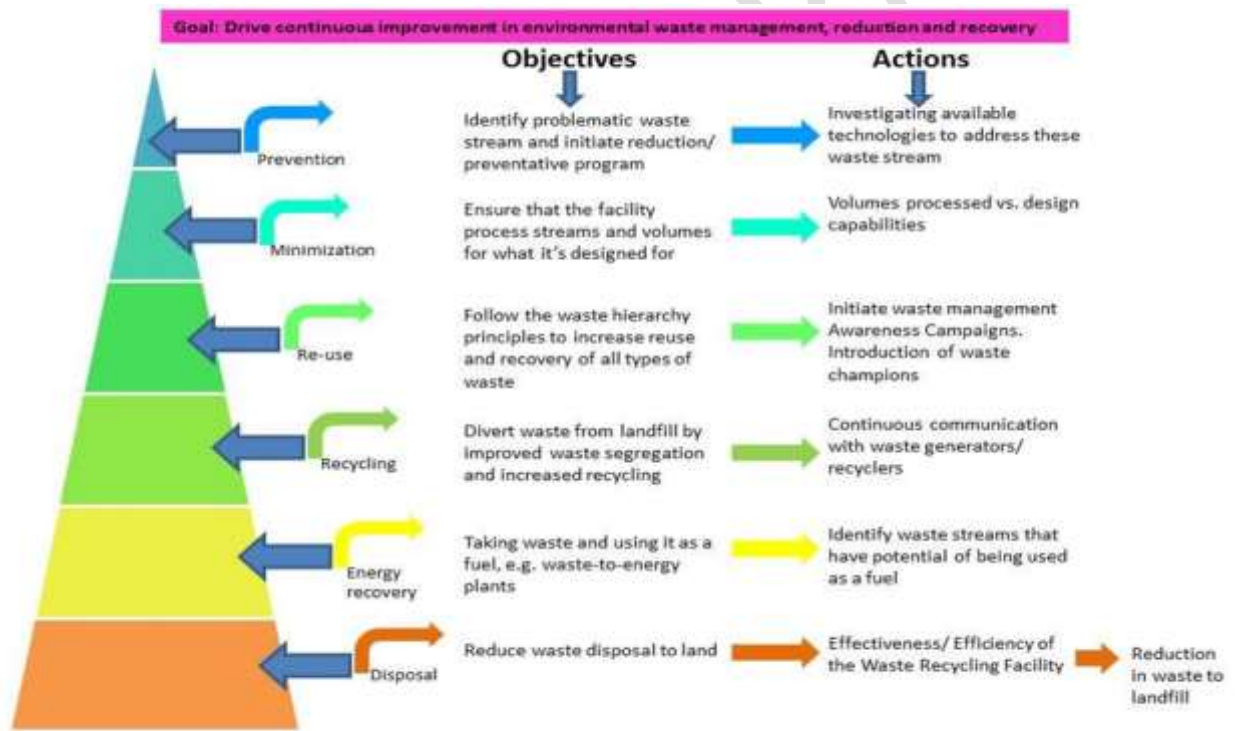 Goal: Drive continuous improvement in environmental waste management, reduction and recovery
Objectives
Actions
Prevention
Identify problematic waste
stream and initiate reduction/
preventative program
Investigating available
technologies to address these
waste stream
Minimization
Ensure that the facility
process streams and volumes
for what it's designed for
Volumes processed vs. design
capabilities
Re-use
Follow the waste hierarchy
principles to increase reuse
and recovery of all types of
waste
Initiate waste management
Awareness Campaigns.
Introduction of waste
champions
Recycling
Divert waste from landfill by
improved waste segregation
and increased recycling
Continuous communication
with waste generators/
recyclers
Energy
recovery
Taking waste and using it as a
fuel, e.g. waste-to-energy
plants
Identify waste streams that
have potential of being used
as a fuel
Disposal
Reduce waste disposal to land
Effectiveness/ Efficiency of
the Waste Recycling Facility
Reduction
in waste to
landfill